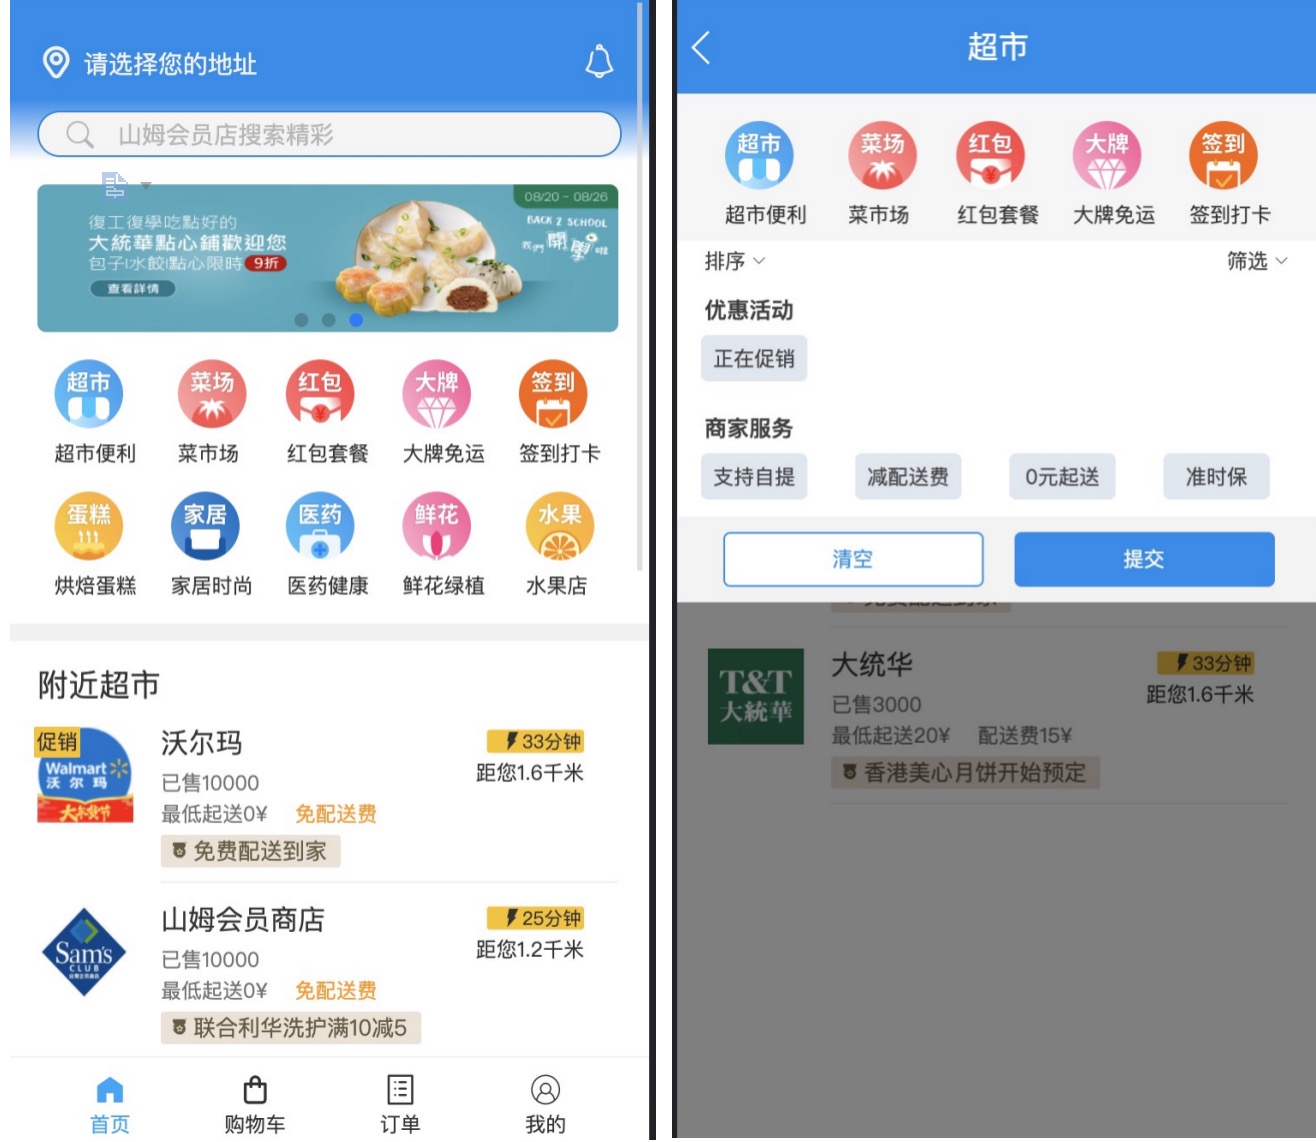 请选择您的地址
山姆会员店搜索精彩
08/20 - 08/26
BACK 2 SCHOOL
我們 開學 啦
復工復學吃點好的
大統華點心鋪歡迎您
包子|水餃|點心限時 9折
查看詳情
超市 菜场 红包 大牌 签到
超市便利 菜市场 红包套餐 大牌免运 签到打卡
蛋糕 家居 医药 鲜花 水果
烘焙蛋糕 家居时尚 医药健康 鲜花绿植 水果店
附近超市
促销
Walmart
沃尔玛
大年货节
沃尔玛 33分钟
已售10000 距您1.6千米
最低起送0¥ 免配送费
免费配送到家
Sam's
CLUB
山姆会员商店 25分钟
已售10000 距您1.2千米
最低起送0¥ 免配送费
联合利华洗护满10减5
首页 购物车 订单 我的
超市
超市 菜场 红包 大牌 签到
超市便利 菜市场 红包套餐 大牌免运 签到打卡
排序 筛选
优惠活动
正在促销
商家服务
支持自提 减配送费 0元起送 准时保
清空 提交
免费配送到家
T&T
大統華
大统华 33分钟
已售3000 距您1.6千米
最低起送20¥ 配送费15¥
香港美心月饼开始预定